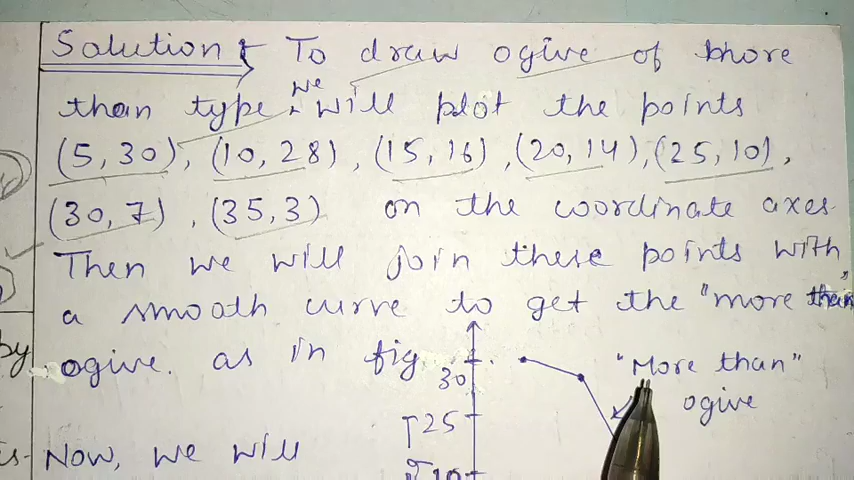 Solution :- To draw ogive of more
than type we will plot the points
(5, 30), (10, 28), (15, 16), (20, 14), (25, 10),
(30, 7), (35, 3) on the coordinate axes.
Then we will join these points with
a smooth curve to get the "more than"
ogive. as in fig.
"More than"
ogive
30
25
by
Now, we will